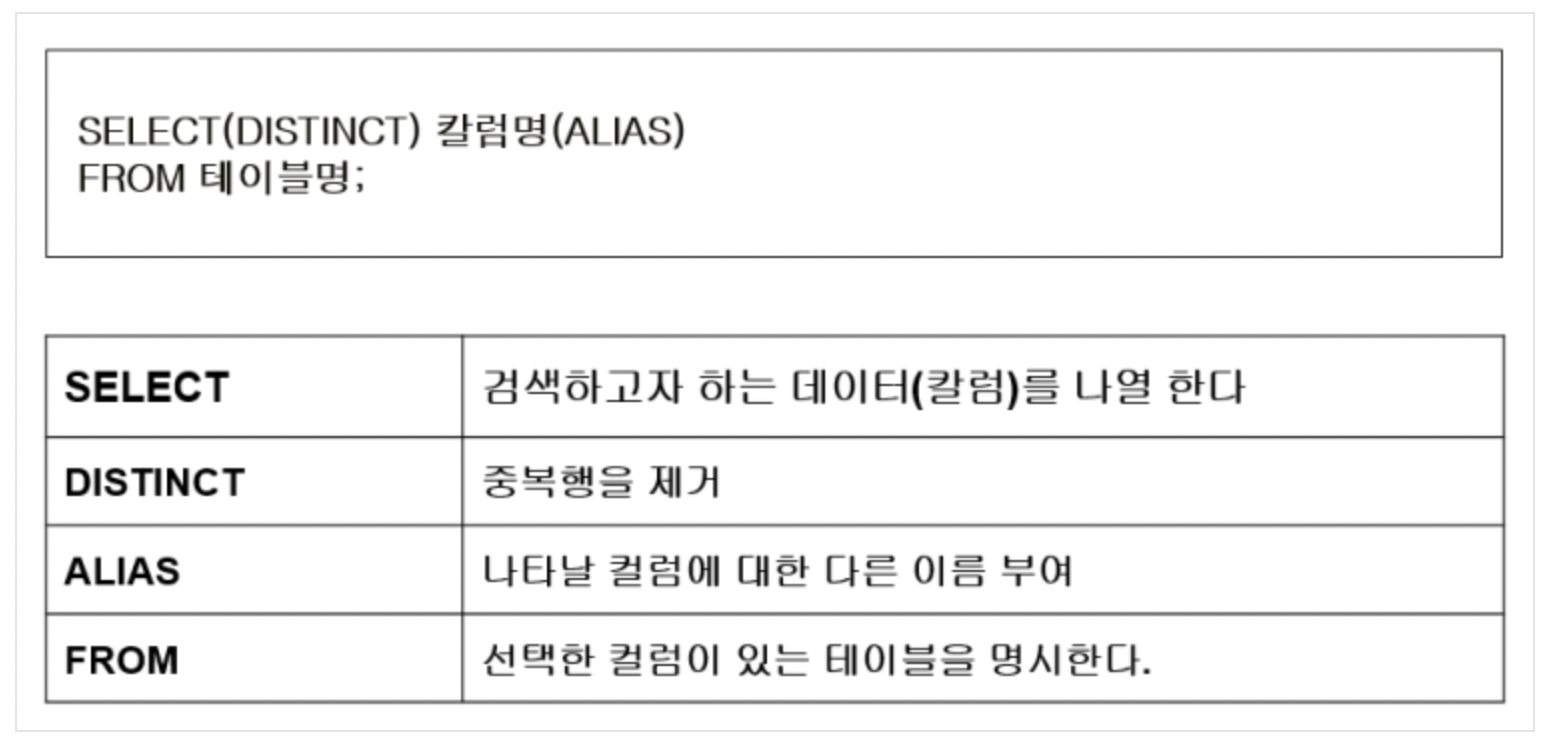 SELECT(DISTINCT) 칼럼명(ALIAS)
FROM 테이블명;
SELECT 검색하고자 하는 데이터(칼럼)를 나열 한다
DISTINCT 중복행을 제거
ALIAS 나타날 컬럼에 대한 다른 이름 부여
FROM 선택한 컬럼이 있는 테이블을 명시한다.